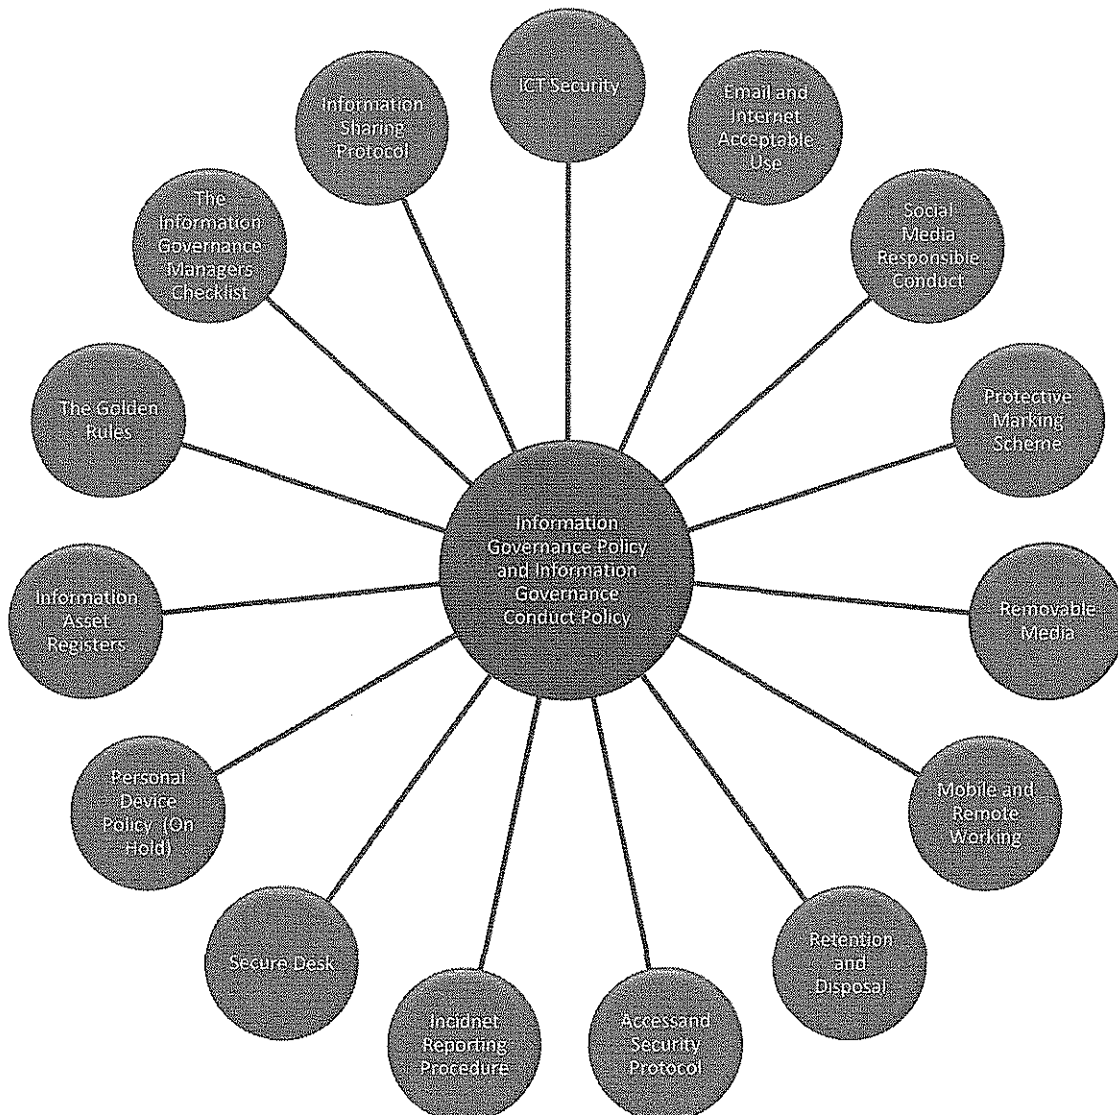 ICT Security
Email and
Internet
Acceptable
Use
Social
Media
Responsible
Conduct
Protective
Marking
Scheme
Removable
Media
Mobile and
Remote
Working
Retention
and
Disposal
Accessand
Security
Protocol
Incidnet
Reporting
Procedure
Secure Desk
Personal
Device
Policy (On
Hold)
Information
Asset
Registers
The Golden
Rules
The
Information
Governance
Managers
Checklist
Information
Sharing
Protocol
Information
Governance Policy
and Information
Governance
Conduct Policy